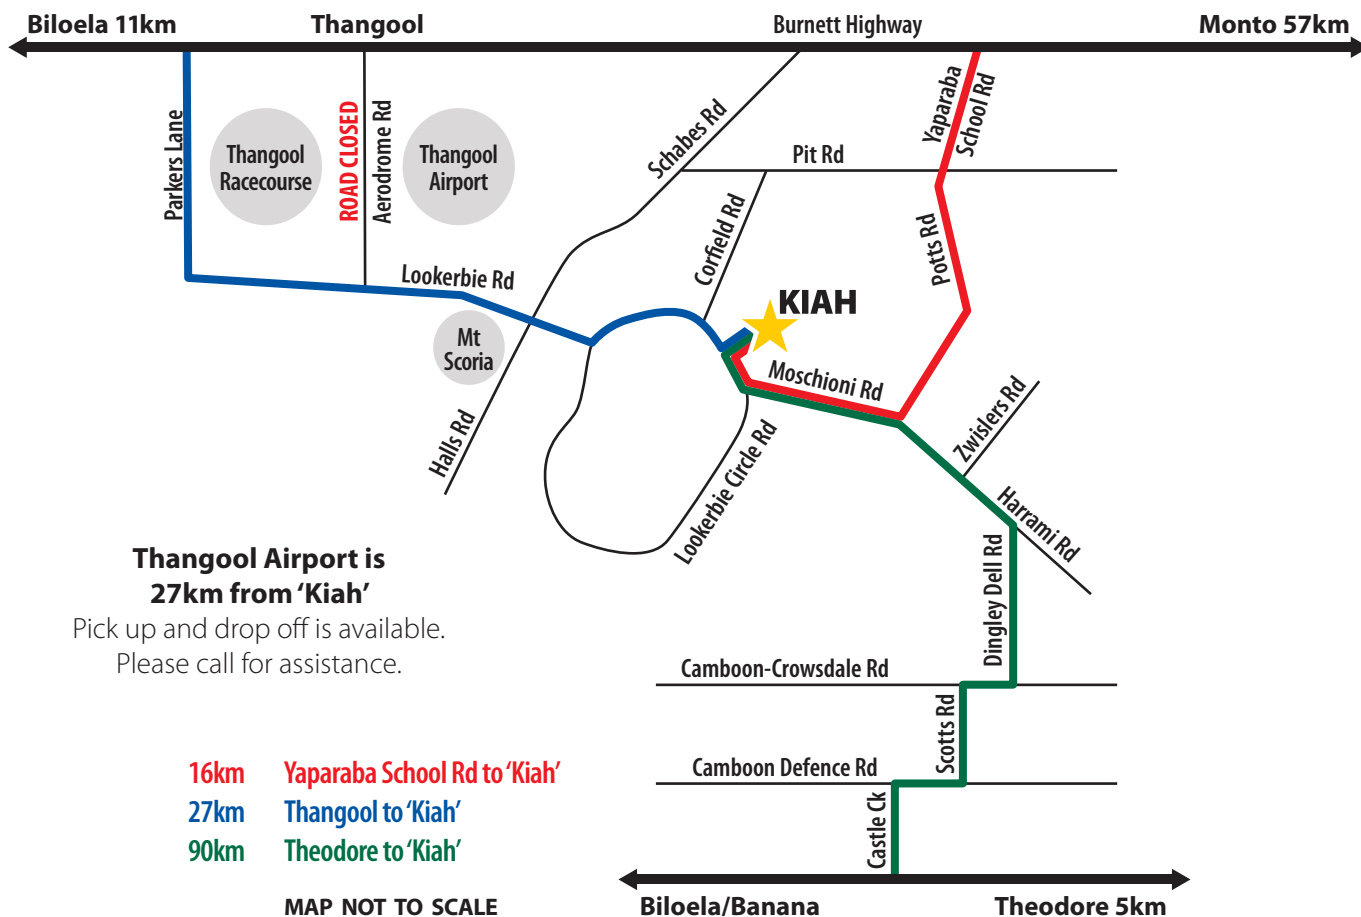 Biloela 11km
Thangool
Burnett Highway
Monto 57km
Parkers Lane
Thangool
Racecourse
ROAD CLOSED
Aerodrome Rd
Thangool
Airport
Schabes Rd
Pit Rd
Yaparaba
School Rd
Corfield Rd
Potts Rd
Lookerbie Rd
KIAH
Mt
Scoria
Moschioni Rd
Halls Rd
Zwislers Rd
Lookerbie Circle Rd
Harrami Rd
Thangool Airport is
27km from ‘Kiah’
Pick up and drop off is available.
Please call for assistance.
Dingley Dell Rd
Camboon-Crowsdale Rd
Scotts Rd
Camboon Defence Rd
Castle Ck
16km Yaparaba School Rd to ‘Kiah’
27km Thangool to ‘Kiah’
90km Theodore to ‘Kiah’
MAP NOT TO SCALE
Biloela/Banana
Theodore 5km